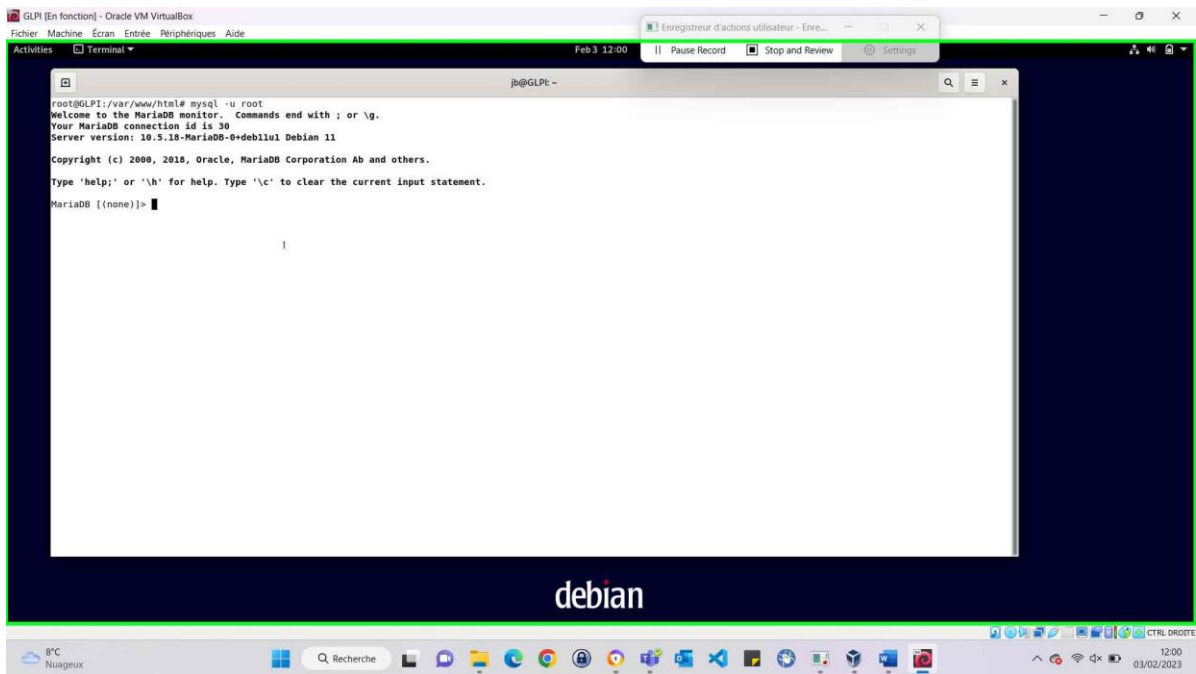 GLPI [En fonction] - Oracle VM VirtualBox
Fichier Machine Écran Entrée Périphériques Aide
Enregistreur d'actions utilisateur - Enre...
Pause Record Stop and Review Settings
Activities Terminal Feb 3 12:00
jb@GLPI: ~
root@GLPI:/var/www/html# mysql -u root
Welcome to the MariaDB monitor. Commands end with ; or \g.
Your MariaDB connection id is 30
Server version: 10.5.18-MariaDB-0+deb11u1 Debian 11
Copyright (c) 2000, 2018, Oracle, MariaDB Corporation Ab and others.
Type 'help;' or '\h' for help. Type '\c' to clear the current input statement.
MariaDB [(none)]>
debian
CTRL DROITE
8°C
Nuageux
Recherche
12:00
03/02/2023